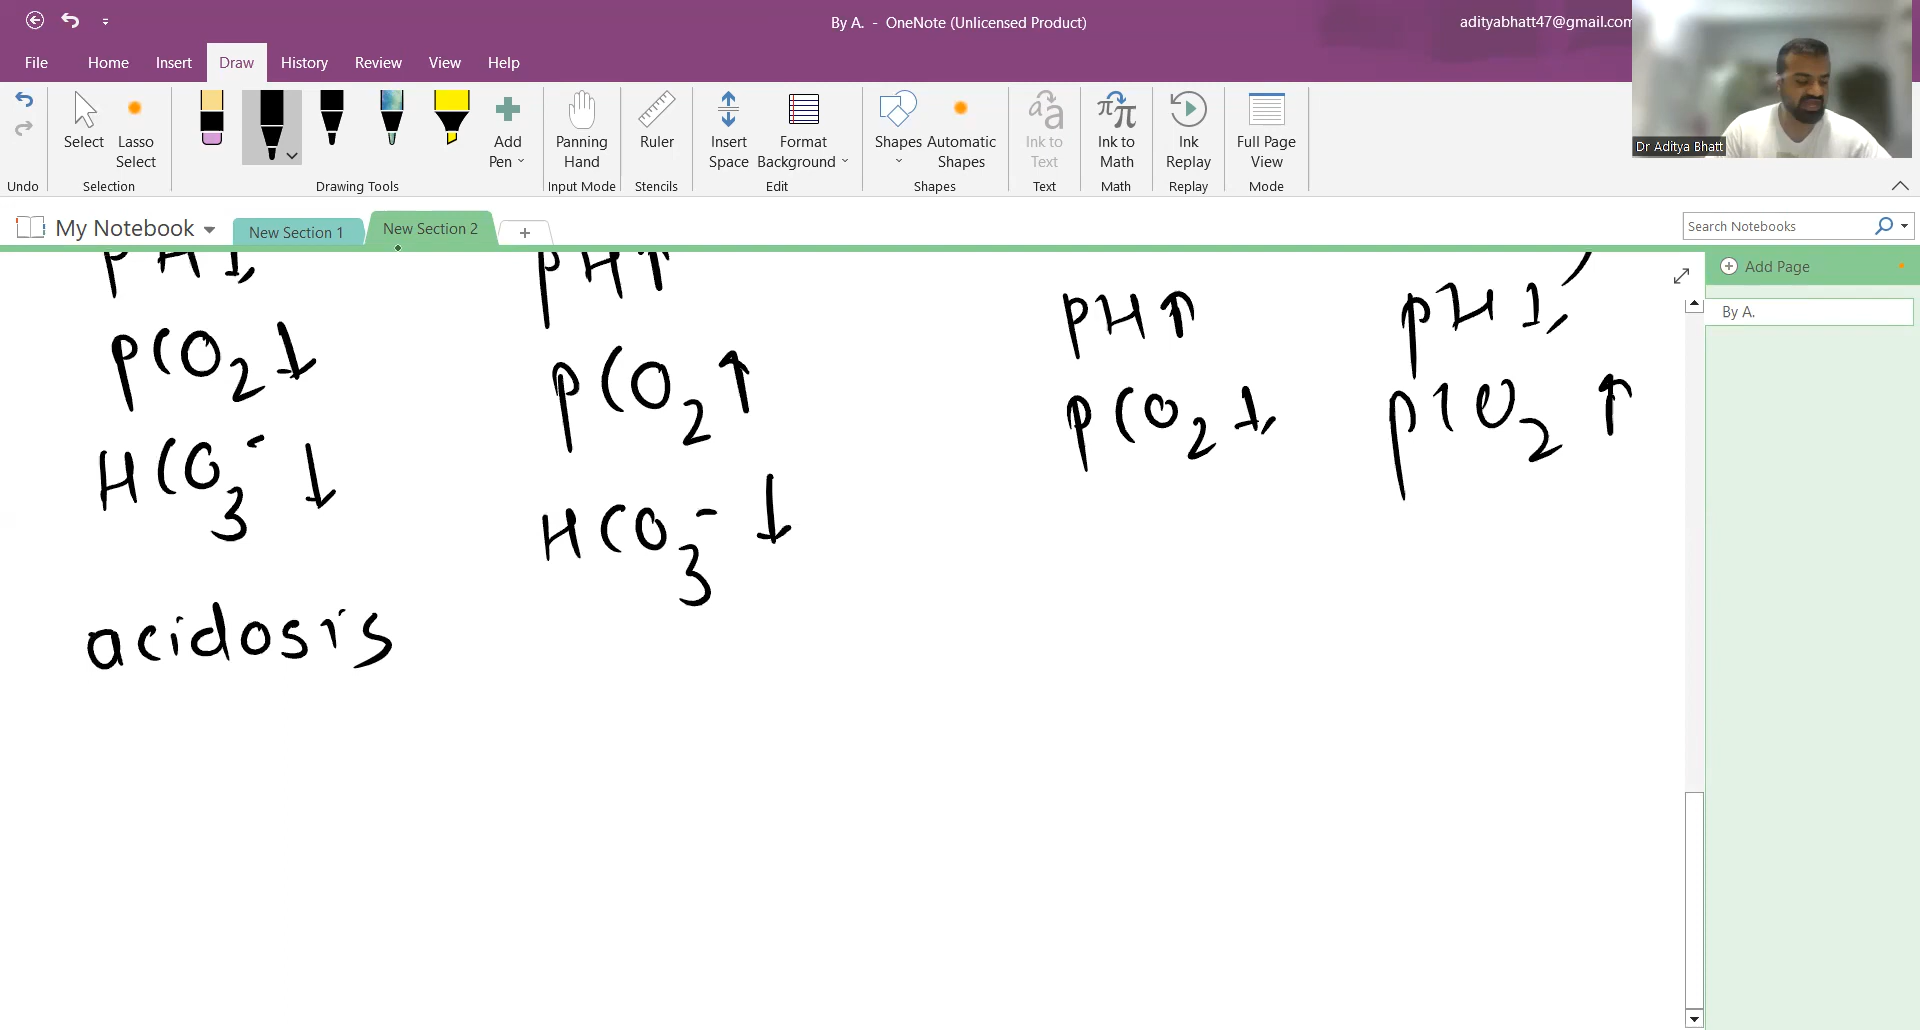 By A. - OneNote (Unlicensed Product)
adityabhatt47@gmail.com
File Home Insert Draw History Review View Help
Select
Lasso Select
Add Pen
Panning Hand
Ruler
Insert Space
Format Background
Shapes
Automatic Shapes
Ink to Text
Ink to Math
Ink Replay
Full Page View
Undo Selection Drawing Tools Input Mode Stencils Edit Shapes Text Math Replay Mode
Dr Aditya Bhatt
My Notebook
New Section 1
New Section 2
Search Notebooks
Add Page
By A.
pH↓
pCO₂↓
HCO₃⁻ ↓
acidosis
pH↑
pCO₂↑
HCO₃⁻ ↓
pH↑
pCO₂↓
pH↓
pCO₂ ↑